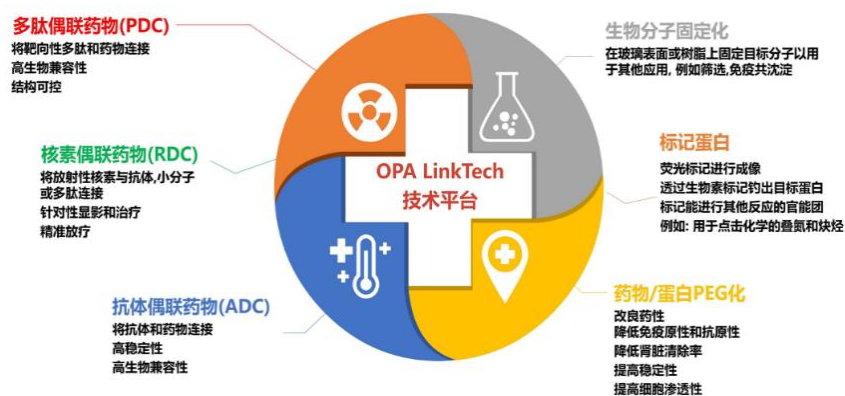 多肽偶联药物(PDC)
将靶向性多肽和药物连接
高生物兼容性
结构可控
核素偶联药物(RDC)
将放射性核素与抗体,小分子
或多肽连接
针对性显影和治疗
精准放疗
抗体偶联药物(ADC)
将抗体和药物连接
高稳定性
高生物兼容性
OPA LinkTech
技术平台
生物分子固定化
在玻璃表面或树脂上固定目标分子以用
于其他应用, 例如筛选,免疫共沈淀
标记蛋白
荧光标记进行成像
透过生物素标记钓出目标蛋白
标记能进行其他反应的官能团
例如: 用于点击化学的叠氮和炔烃
药物/蛋白PEG化
改良药性
降低免疫原性和抗原性
降低肾脏清除率
提高稳定性
提高细胞渗透性